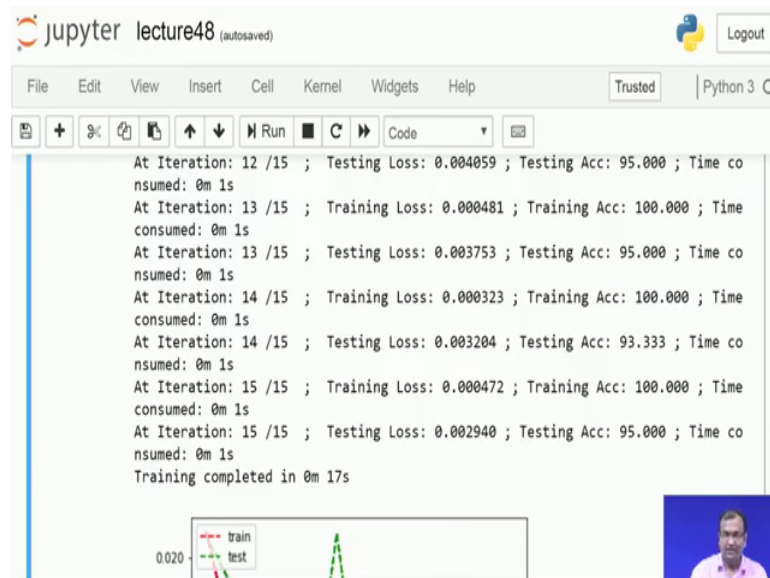 jupyter lecture48 (autosaved)
Logout
File Edit View Insert Cell Kernel Widgets Help Trusted Python 3
Run Code
At Iteration: 12 /15 ; Testing Loss: 0.004059 ; Testing Acc: 95.000 ; Time co
nsumed: 0m 1s
At Iteration: 13 /15 ; Training Loss: 0.000481 ; Training Acc: 100.000 ; Time
consumed: 0m 1s
At Iteration: 13 /15 ; Testing Loss: 0.003753 ; Testing Acc: 95.000 ; Time co
nsumed: 0m 1s
At Iteration: 14 /15 ; Training Loss: 0.000323 ; Training Acc: 100.000 ; Time
consumed: 0m 1s
At Iteration: 14 /15 ; Testing Loss: 0.003204 ; Testing Acc: 93.333 ; Time co
nsumed: 0m 1s
At Iteration: 15 /15 ; Training Loss: 0.000472 ; Training Acc: 100.000 ; Time
consumed: 0m 1s
At Iteration: 15 /15 ; Testing Loss: 0.002940 ; Testing Acc: 95.000 ; Time co
nsumed: 0m 1s
Training completed in 0m 17s
train
0.020
test